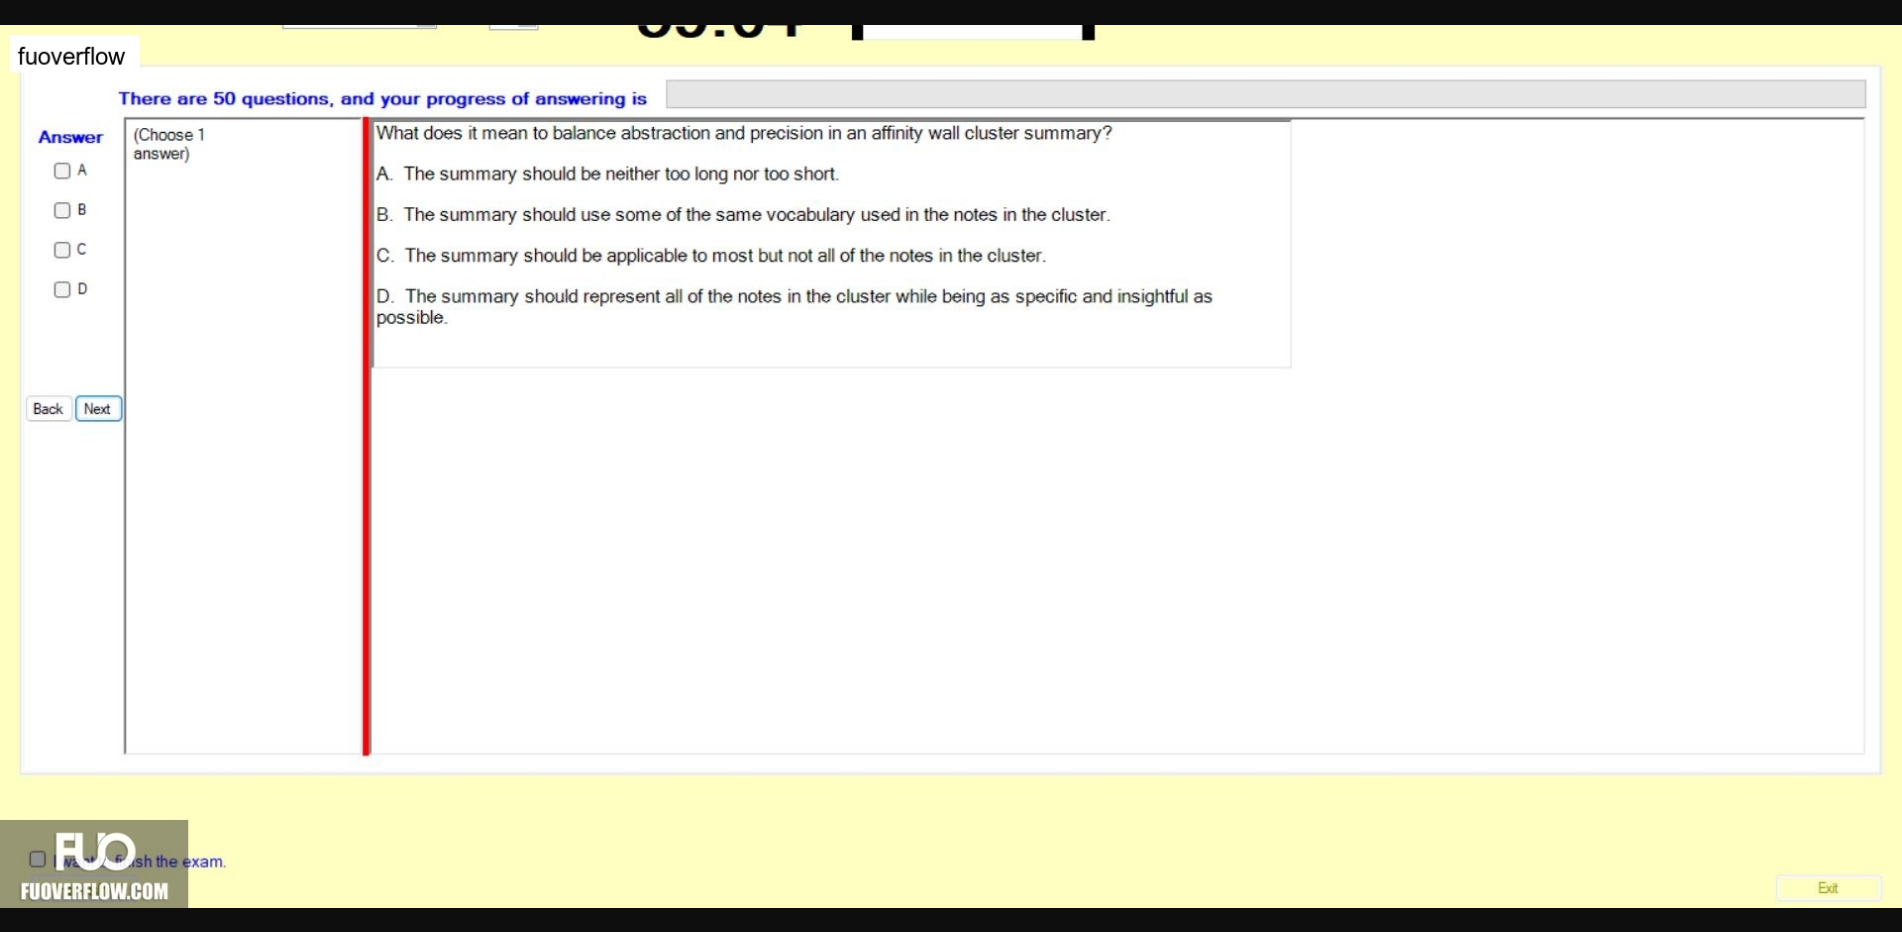 fuoverflow
There are 50 questions, and your progress of answering is
Answer
(Choose 1
answer)
A
B
C
D
What does it mean to balance abstraction and precision in an affinity wall cluster summary?
A. The summary should be neither too long nor too short.
B. The summary should use some of the same vocabulary used in the notes in the cluster.
C. The summary should be applicable to most but not all of the notes in the cluster.
D. The summary should represent all of the notes in the cluster while being as specific and insightful as
possible.
Back Next
FUO
the exam.
FUOVERFLOW.COM
Exit